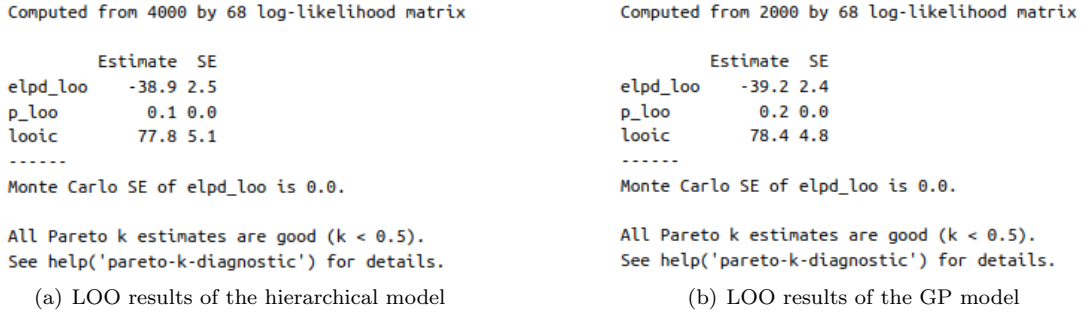 Computed from 4000 by 68 log-likelihood matrix
Estimate SE
elpd_loo -38.9 2.5
p_loo 0.1 0.0
looic 77.8 5.1
------
Monte Carlo SE of elpd_loo is 0.0.
All Pareto k estimates are good (k < 0.5).
See help('pareto-k-diagnostic') for details.
(a) LOO results of the hierarchical model
Computed from 2000 by 68 log-likelihood matrix
Estimate SE
elpd_loo -39.2 2.4
p_loo 0.2 0.0
looic 78.4 4.8
------
Monte Carlo SE of elpd_loo is 0.0.
All Pareto k estimates are good (k < 0.5).
See help('pareto-k-diagnostic') for details.
(b) LOO results of the GP model